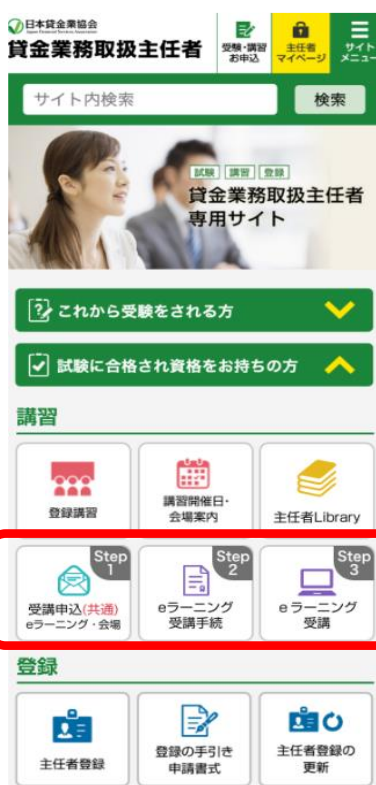 日本貸金業協会
貸金業務取扱主任者
受験・講習
お申込
主任者
マイページ
サイト
メニュー
サイト内検索
検索
試験 講習 登録
貸金業務取扱主任者
専用サイト
これから受験をされる方
試験に合格され資格をお持ちの方
講習
登録講習
講習開催日・
会場案内
主任者Library
Step
1
受講申込(共通)
eラーニング・会場
Step
2
eラーニング
受講手続
Step
3
eラーニング
受講
登録
主任者登録
登録の手引き
申請書式
主任者登録の
更新